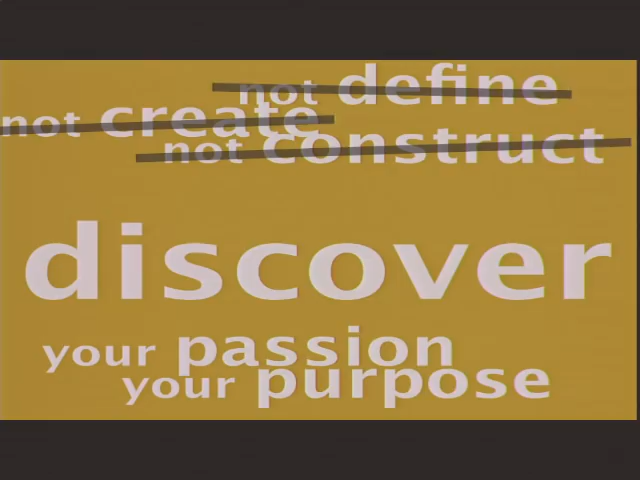 not define
not create
not construct
discover
your passion
your purpose